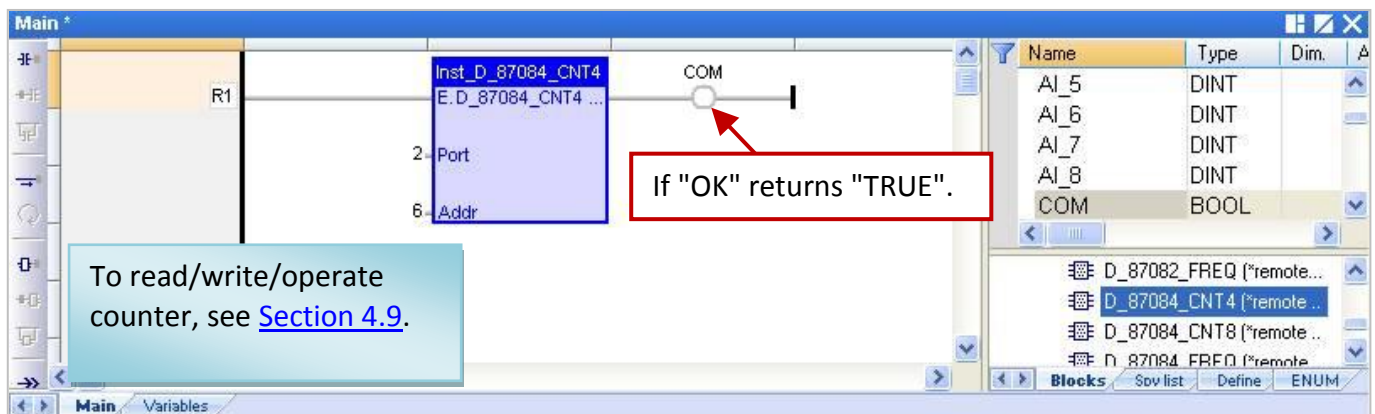 Main *
Name Type Dim. A
AI_5 DINT
AI_6 DINT
AI_7 DINT
AI_8 DINT
COM BOOL
R1
Inst_D_87084_CNT4
E. D_87084_CNT4 ...
COM
2 Port
6 Addr
If "OK" returns "TRUE".
To read/write/operate
counter, see Section 4.9.
D_87082_FREQ (*remote...
D_87084_CNT4 (*remote ..
D_87084_CNT8 (*remote ..
D_87084_FREQ (*remote
Blocks Spy list Define ENUM
Main Variables